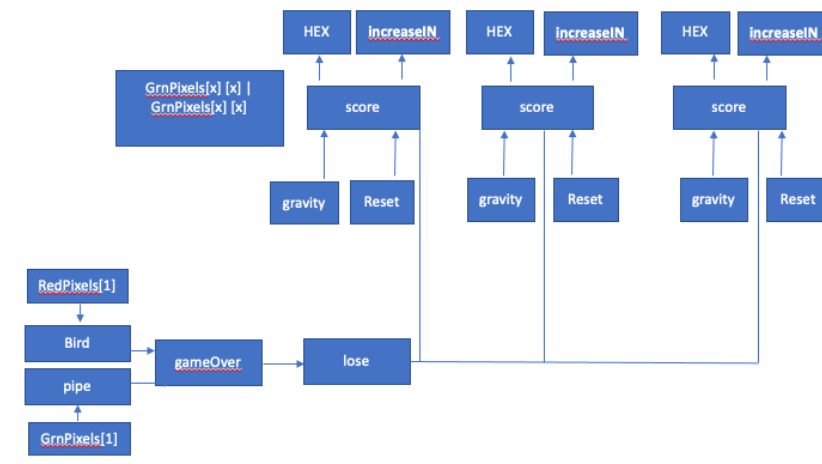 HEX
increaseIN
HEX
increaseIN
HEX
increaseIN
GrnPixels[x] [x] |
GrnPixels[x] [x]
score
score
score
gravity
Reset
gravity
Reset
gravity
Reset
RedPixels[1]
Bird
gameOver
lose
pipe
GrnPixels[1]